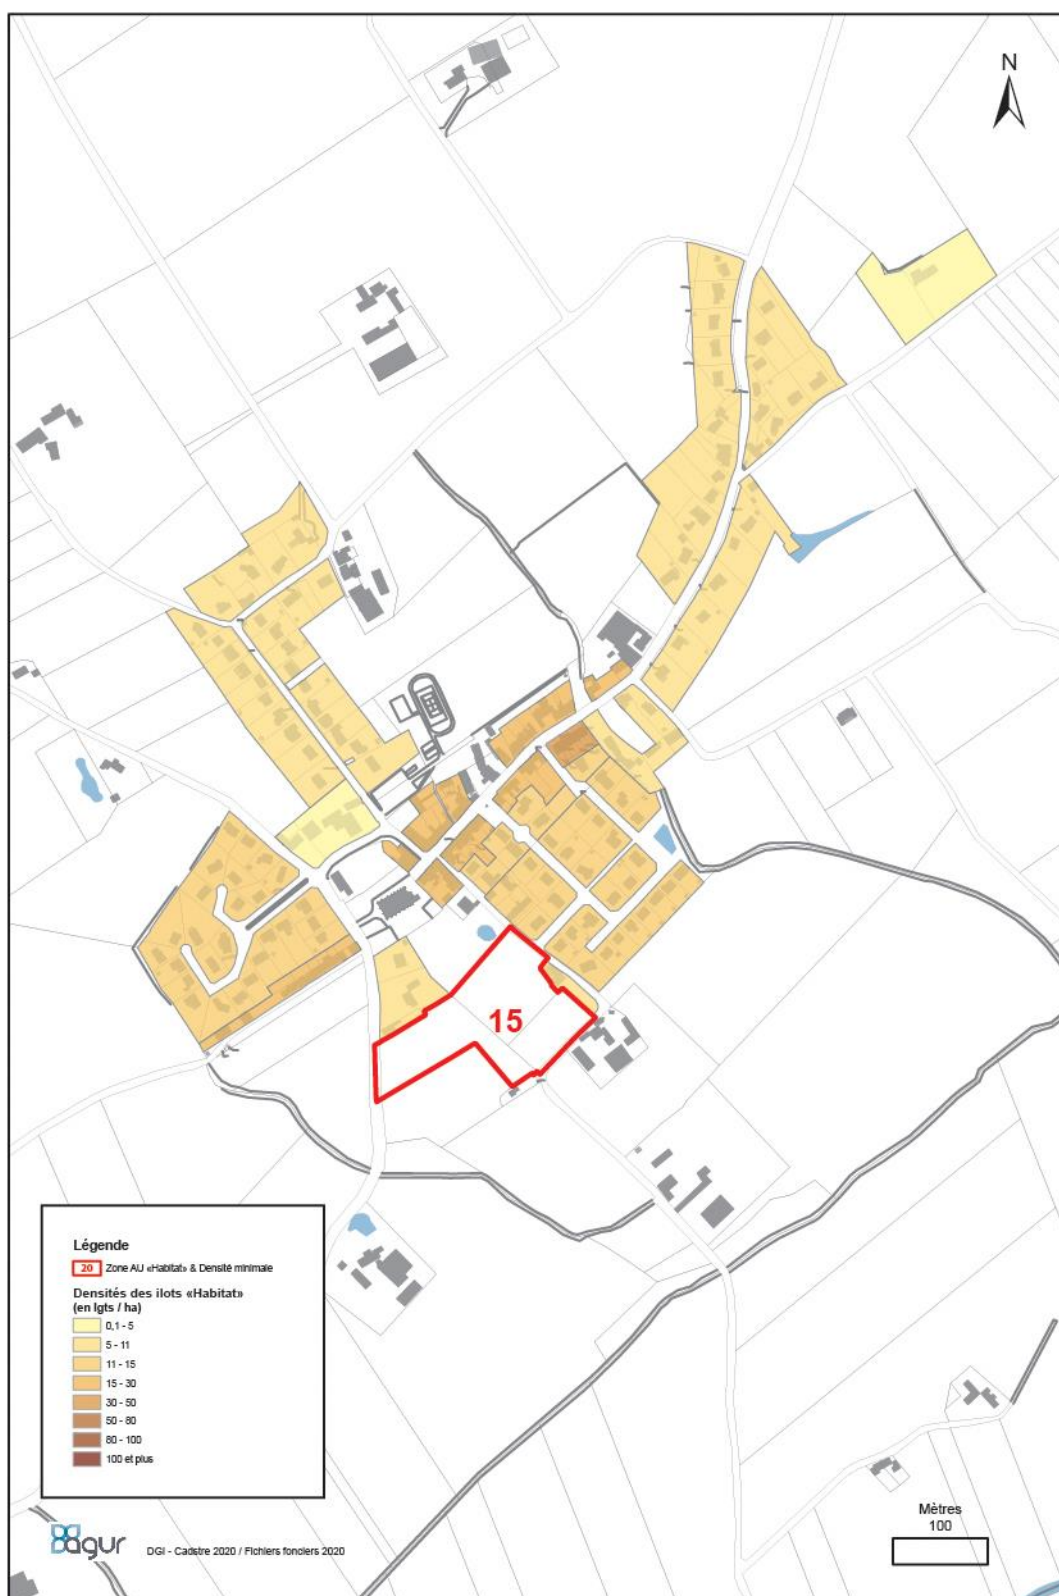 N
15
Légende
20 Zone AU «Habitat» & Densité minimale
Densités des ilots «Habitat»
(en lgts / ha)
0,1 - 5
5 - 11
11 - 15
15 - 30
30 - 50
50 - 80
80 - 100
100 et plus
agur
DGI - Cadstre 2020 / Fichiers fonciers 2020
Mètres
100